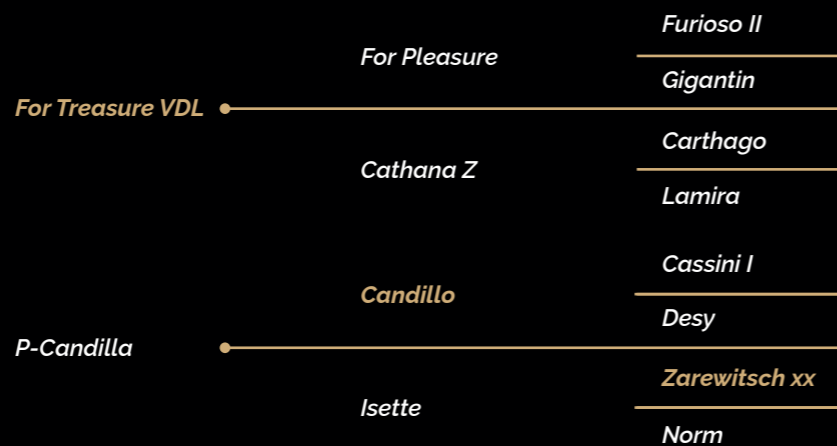 Furioso II
For Pleasure
Gigantin
For Treasure VDL
Carthago
Cathana Z
Lamira
Cassini I
Candillo
Desy
P-Candilla
Zarewitsch xx
Isette
Norm